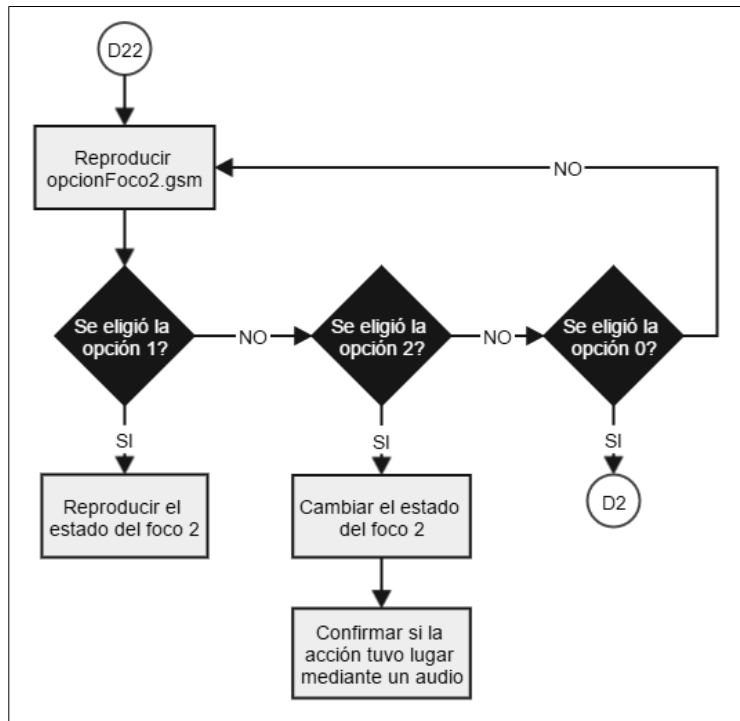 D22
Reproducir
opcionFoco2.gsm
NO
Se eligió la
opción 1?
NO
Se eligió la
opción 2?
NO
Se eligió la
opción 0?
SI
SI
SI
Reproducir el
estado del foco 2
Cambiar el estado
del foco 2
D2
Confirmar si la
acción tuvo lugar
mediante un audio